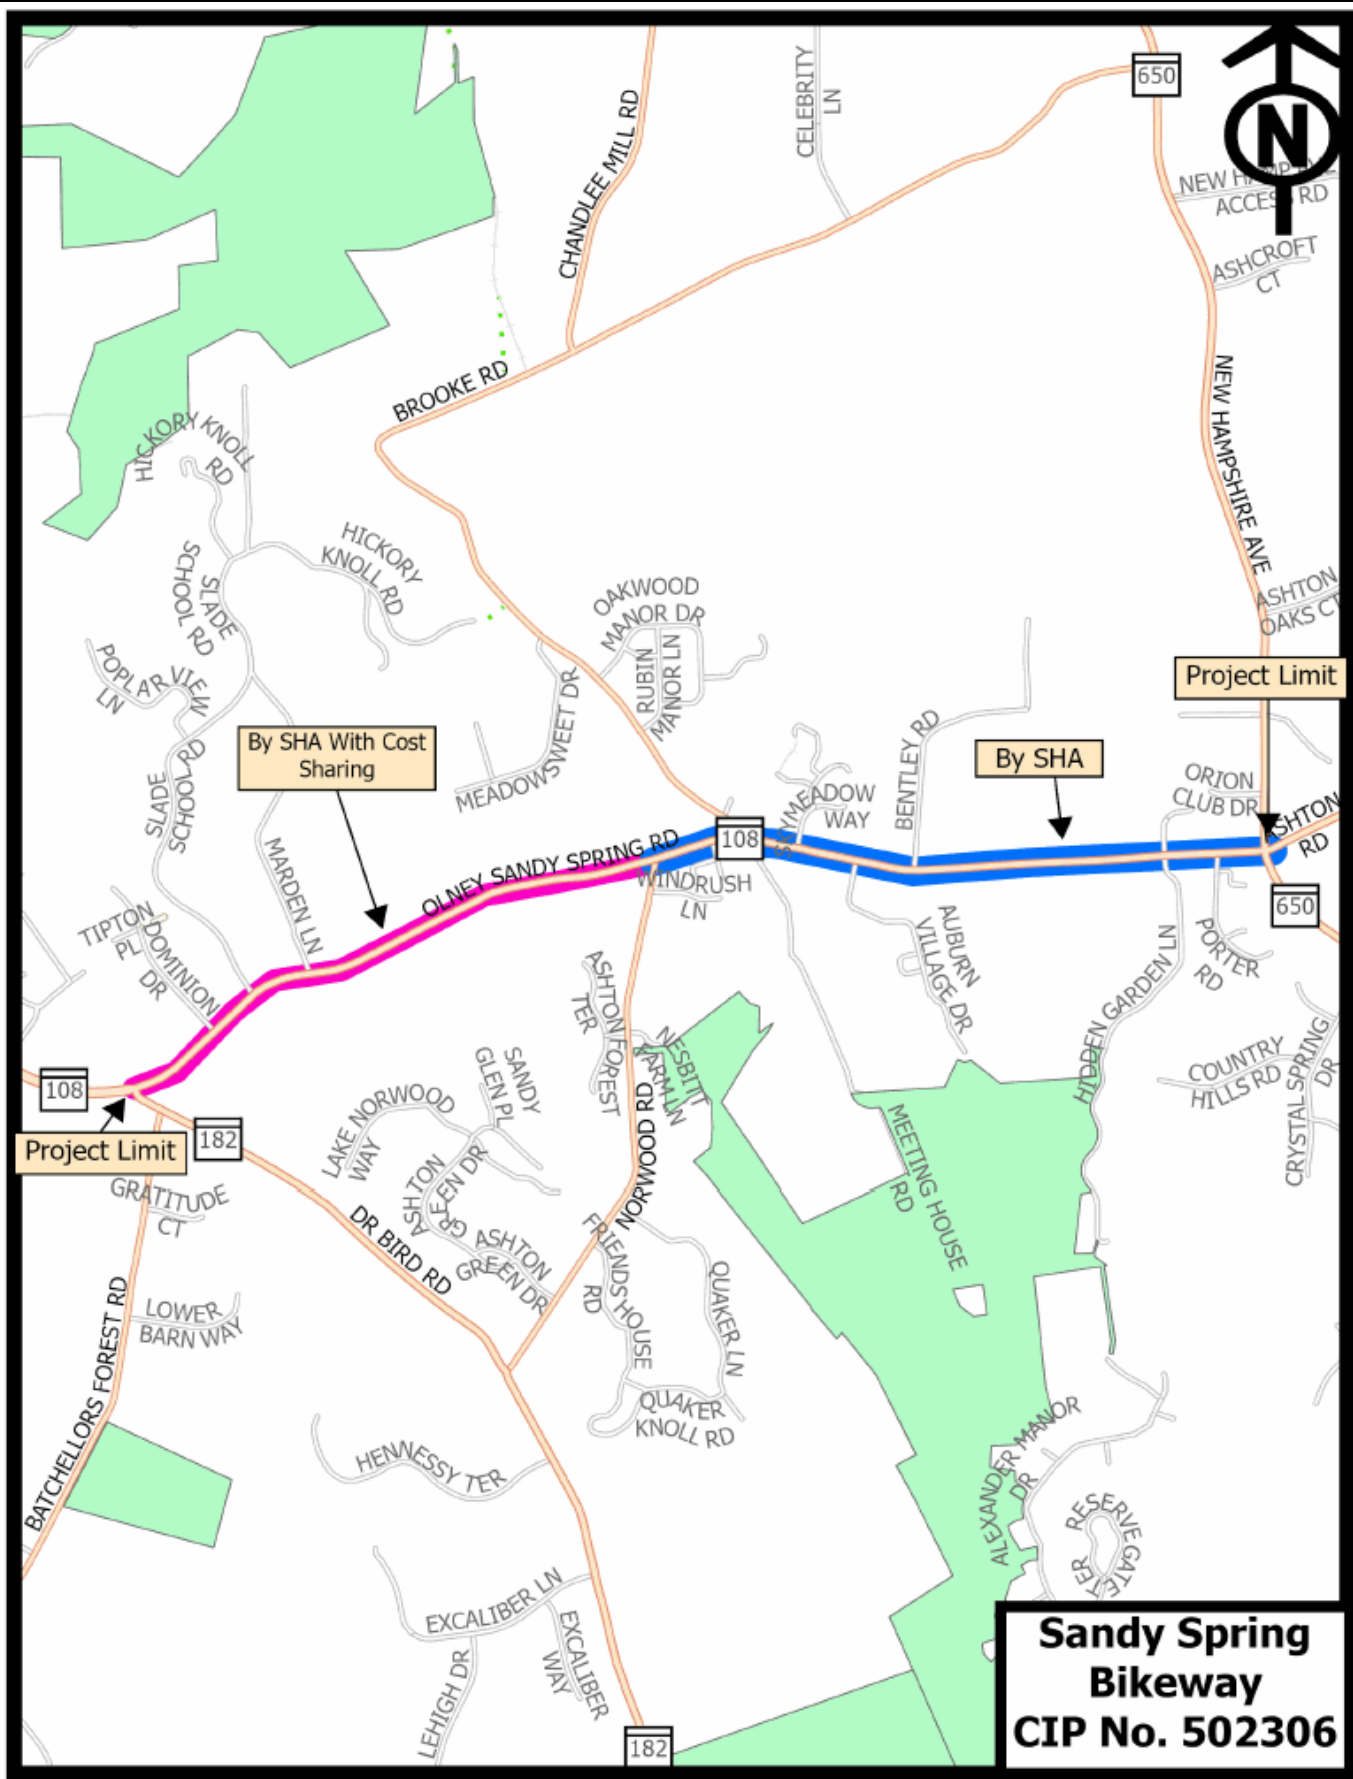 650
N
CELEBRITY
LN
CHANDLEE MILL RD
NEW HAMP AVE
ACCESS RD
ASHCROFT
CT
BROOKE RD
NEW HAMPSHIRE AVE
HICKORY KNOLL
RD
HICKORY
KNOLL RD
SLADE
SCHOOL RD
OAKWOOD
MANOR DR
RUBIN
MANOR LN
ASHTON
OAKS CT
POPLAR VIEW
LN
Project Limit
MEADOWSWEET DR
BENTLEY RD
By SHA With Cost
Sharing
By SHA
SLADE
SCHOOL RD
ORION
CLUB DR
MEADOW
WAY
ASHTON
RD
108
MARDEN LN
OLNEY SANDY SPRING RD
WINDRUSH
LN
650
TIPTON
PL
DOMINION
DR
AUBURN
VILLAGE DR
PORTER
RD
HIDDEN GARDEN LN
ASHTON FOREST
TER
NESBITT
FARM LN
COUNTRY
HILLS RD
CRYSTAL SPRING
DR
108
Project Limit
182
SANDY
GLEN PL
LAKE NORWOOD
WAY
ASHTON
GREEN DR
NORWOOD RD
MEETING HOUSE
RD
GRATITUDE
CT
DR BIRD RD
ASHTON
GREEN DR
FRIENDS HOUSE
RD
QUAKER LN
LOWER
BARN WAY
BATCHELLORS FOREST RD
QUAKER
KNOLL RD
HENNESSY TER
ALEXANDER MANOR
DR
RESERVE GATE
TER
EXCALIBER LN
EXCALIBER
WAY
LEHIGH DR
182
Sandy Spring
Bikeway
CIP No. 502306